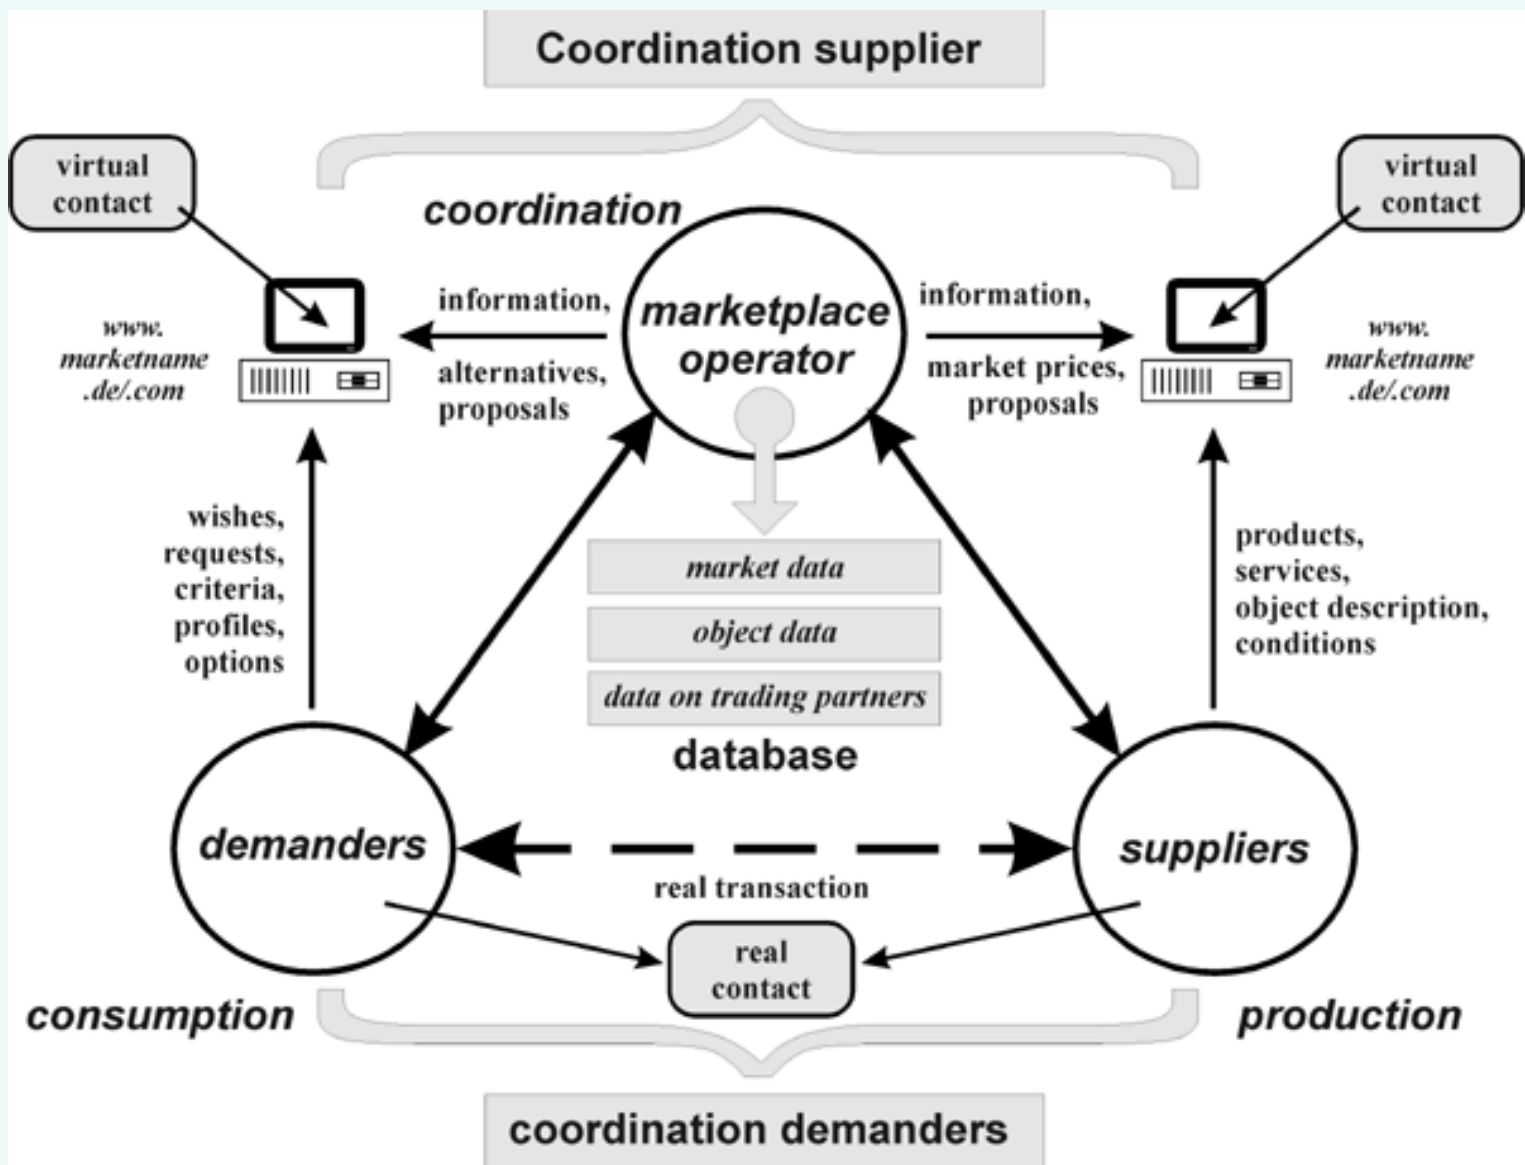 Coordination supplier
virtual
contact
virtual
contact
coordination
marketplace
operator
information,
alternatives,
proposals
information,
market prices,
proposals
www.
marketname
.de/.com
www.
marketname
.de/.com
wishes,
requests,
criteria,
profiles,
options
market data
object data
data on trading partners
database
products,
services,
object description,
conditions
demanders
suppliers
real transaction
real
contact
consumption
production
coordination demanders